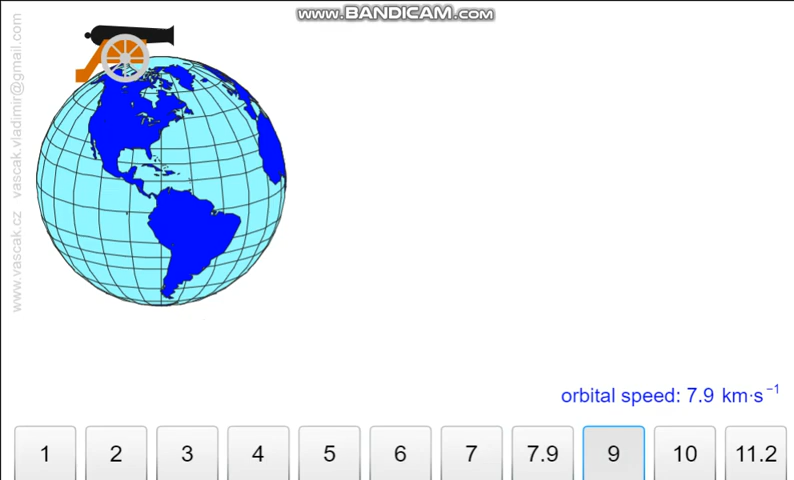 www.BANDICAM.com
www.vascak.cz vascak.vladimir@gmail.com
orbital speed: 7.9 km·s⁻¹
1 2 3 4 5 6 7 7.9 9 10 11.2